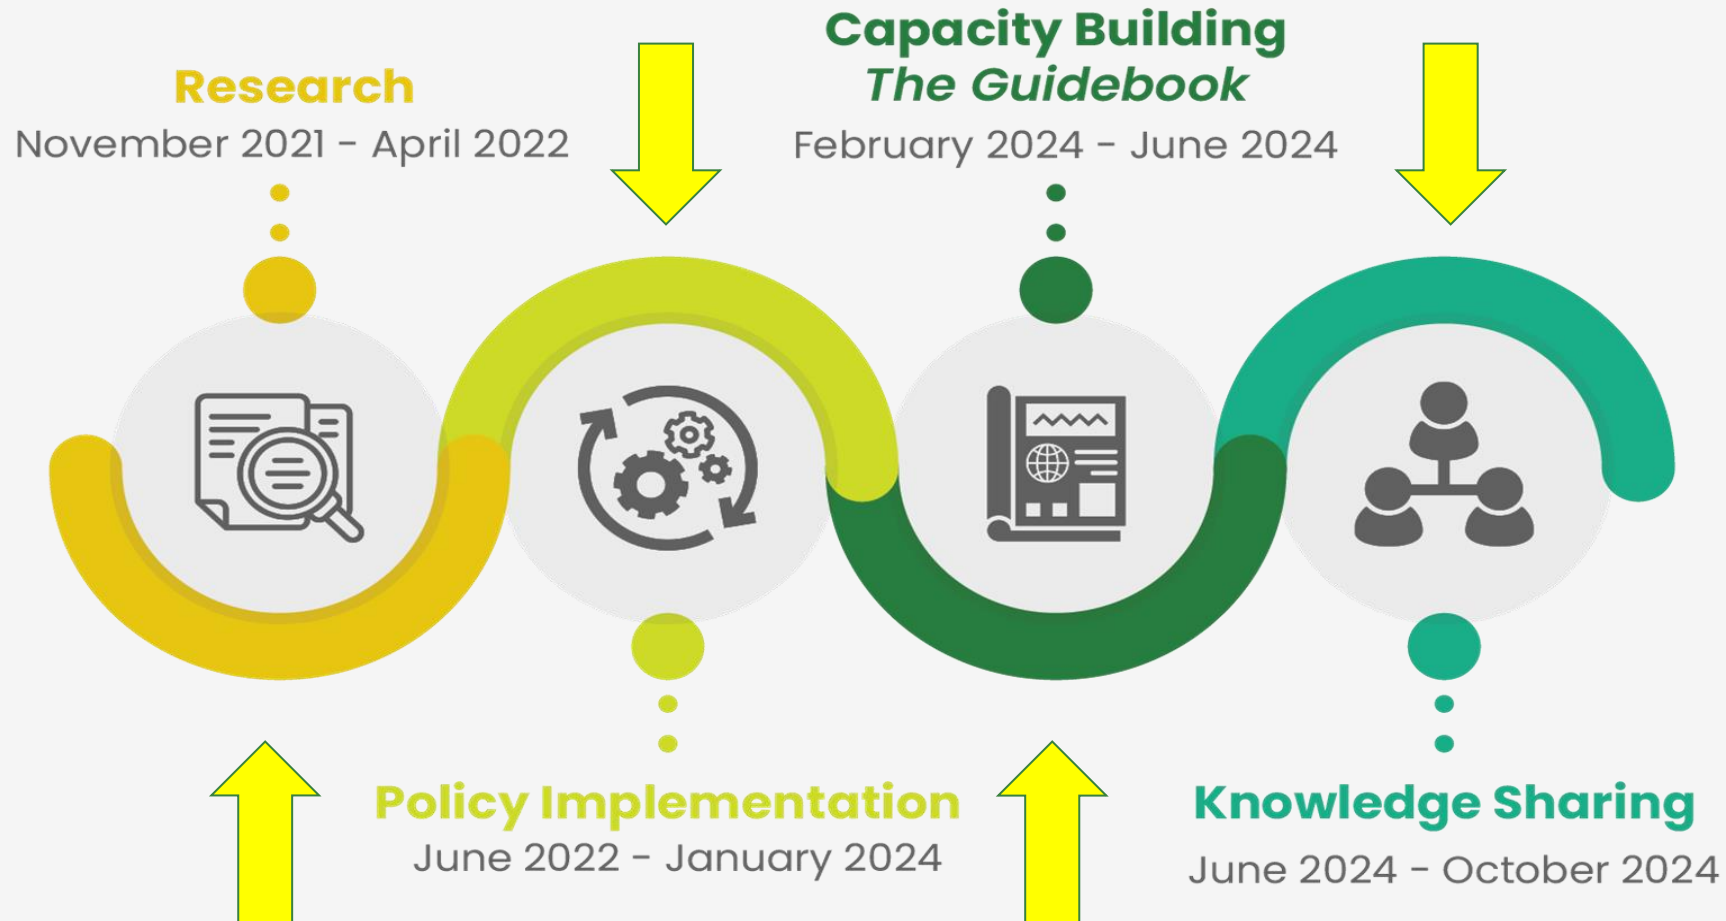 Research
November 2021 - April 2022
Capacity Building
The Guidebook
February 2024 - June 2024
Policy Implementation
June 2022 - January 2024
Knowledge Sharing
June 2024 - October 2024